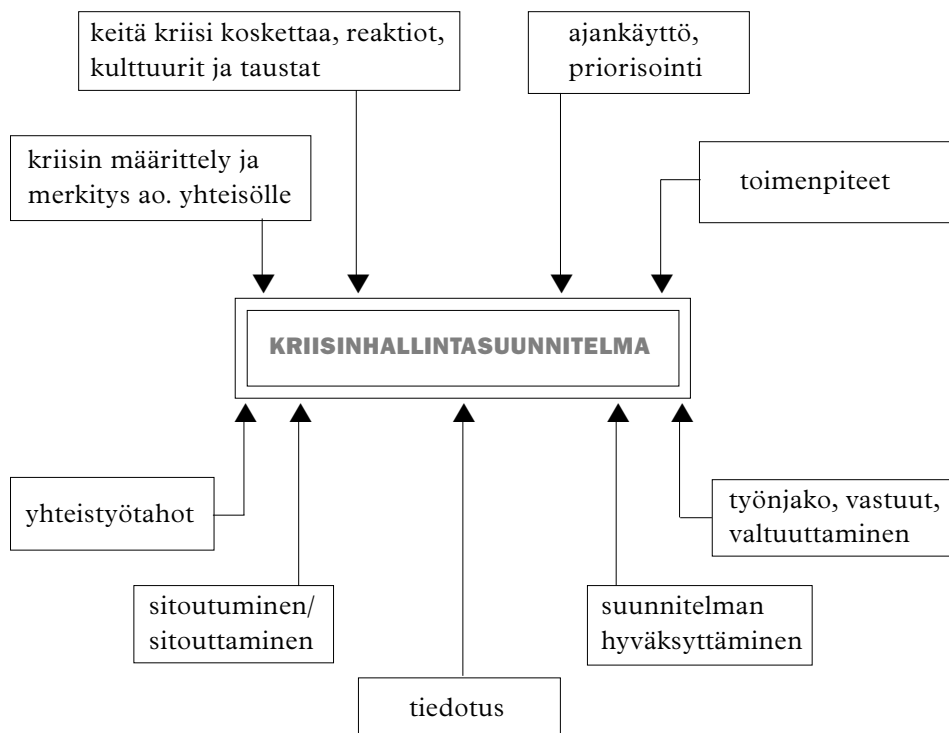 keitä kriisi koskettaa, reaktiot,
kulttuurit ja taustat
ajankäyttö,
priorisointi
kriisin määrittely ja
merkitys ao. yhteisölle
toimenpiteet
KRIISINHALLINTASUUNNITELMA
yhteistyötahot
työnjako, vastuut,
valtuuttaminen
sitoutuminen/
sitouttaminen
suunnitelman
hyväksyttäminen
tiedotus